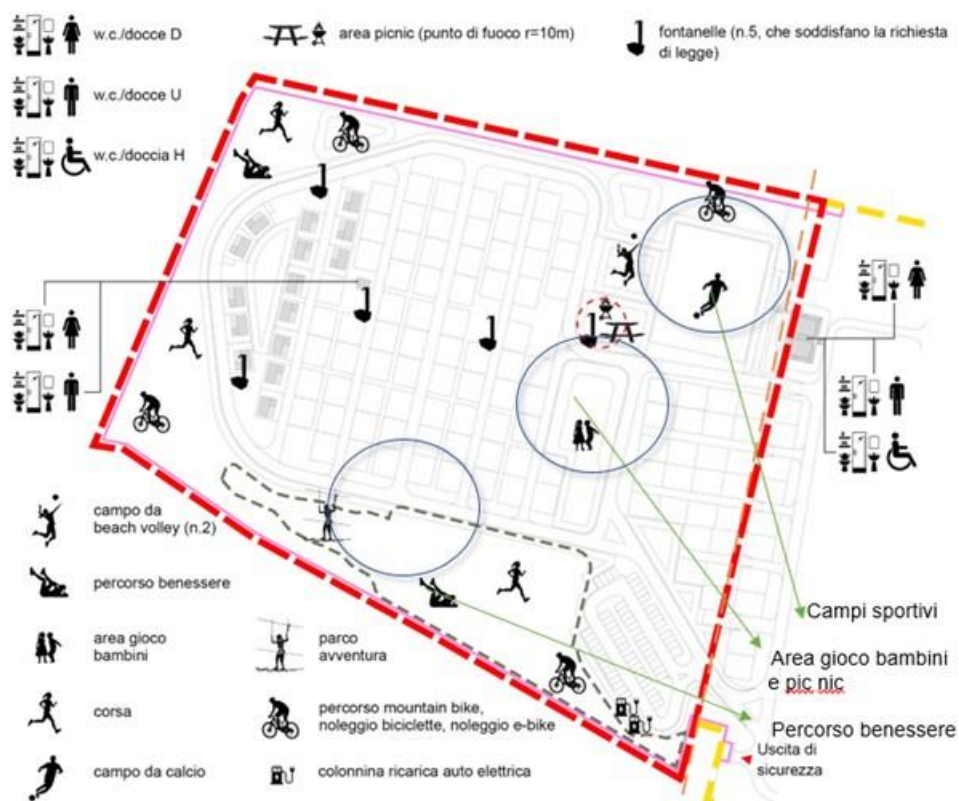 w.c./docce D
area picnic (punto di fuoco r=10m)
fontanelle (n.5, che soddisfano la richiesta
di legge)
w.c./docce U
w.c./doccia H
campo da
beach volley (n.2)
percorso benessere
area gioco
bambini
parco
avventura
corsa
percorso mountain bike,
noleggio biciclette, noleggio e-bike
campo da calcio
colonnina ricarica auto elettrica
Campi sportivi
Area gioco bambini
e pic nic
Percorso benessere
Uscita di
sicurezza